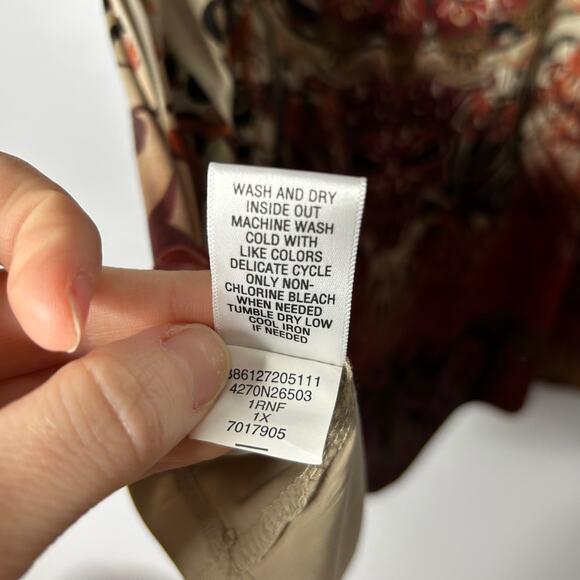 WASH AND DRY
INSIDE OUT
MACHINE WASH
COLD WITH
LIKE COLORS
DELICATE CYCLE
ONLY NON-
CHLORINE BLEACH
WHEN NEEDED
TUMBLE DRY LOW
COOL IRON
IF NEEDED
86127205111
4270N26503
1RNF
1X
7017905